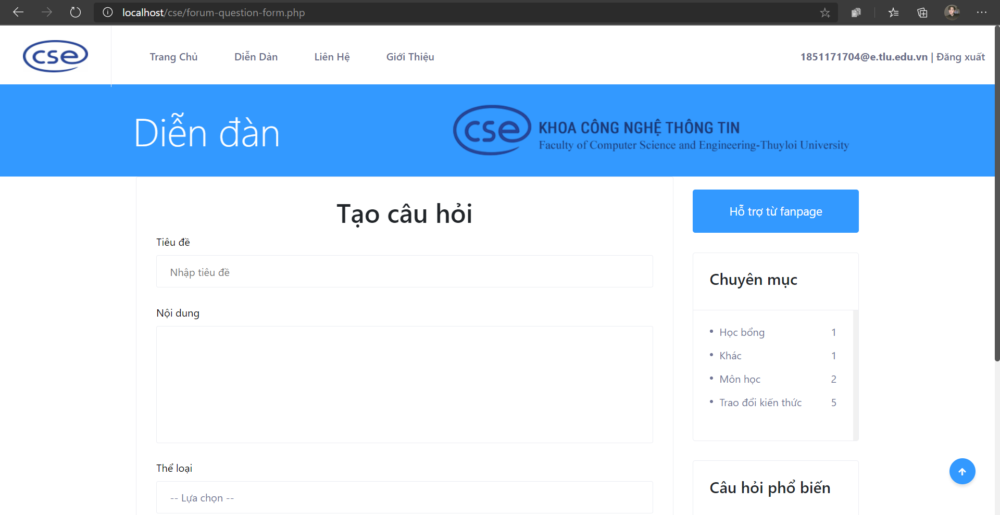 localhost/cse/forum-question-form.php
cse
Trang Chủ
Diễn Dàn
Liên Hệ
Giới Thiệu
1851171704@e.tlu.edu.vn | Đăng xuất
Diễn đàn
cse
KHOA CÔNG NGHỆ THÔNG TIN
Faculty of Computer Science and Engineering-Thuyloi University
Tạo câu hỏi
Tiêu đề
Nhập tiêu đề
Nội dung
Thể loại
-- Lựa chọn --
Hỗ trợ từ fanpage
Chuyên mục
Học bổng 1
Khác 1
Môn học 2
Trao đổi kiến thức 5
Câu hỏi phổ biến